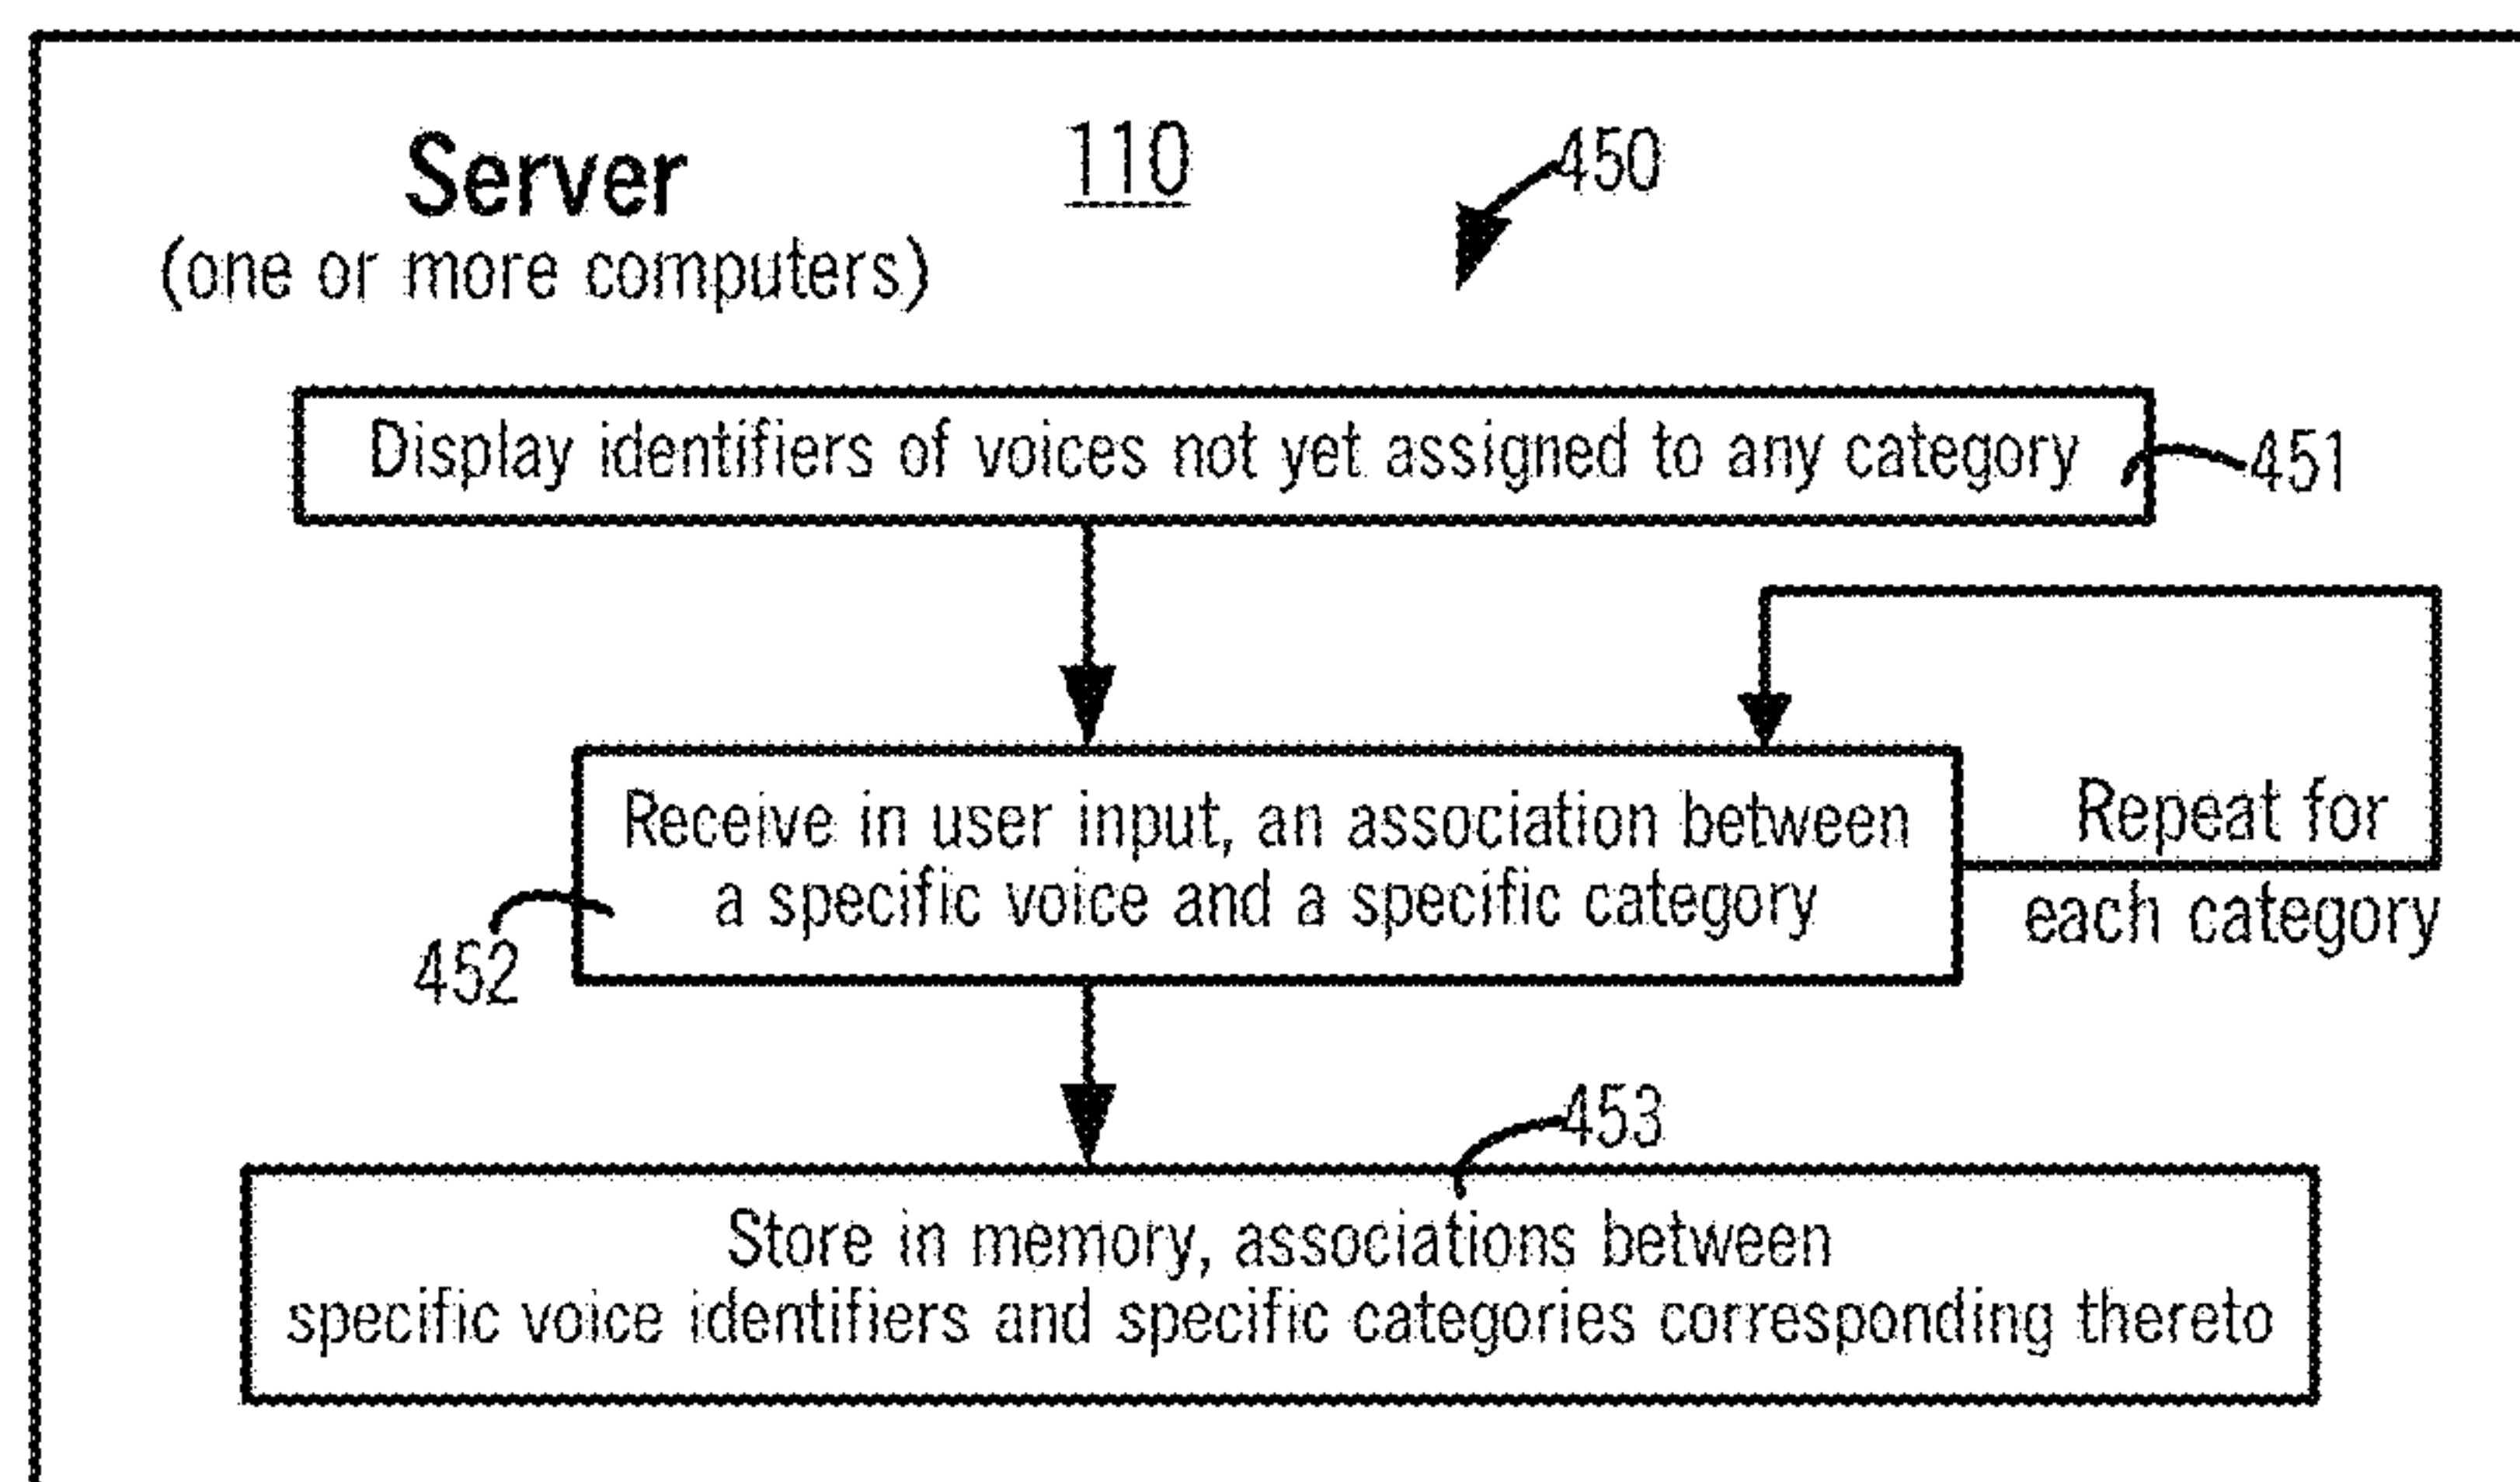 Server
110
450
(one or more computers)
Display identifiers of voices not yet assigned to any category
451
Receive in user input, an association between
a specific voice and a specific category
Repeat for
each category
452
453
Store in memory, associations between
specific voice identifiers and specific categories corresponding thereto